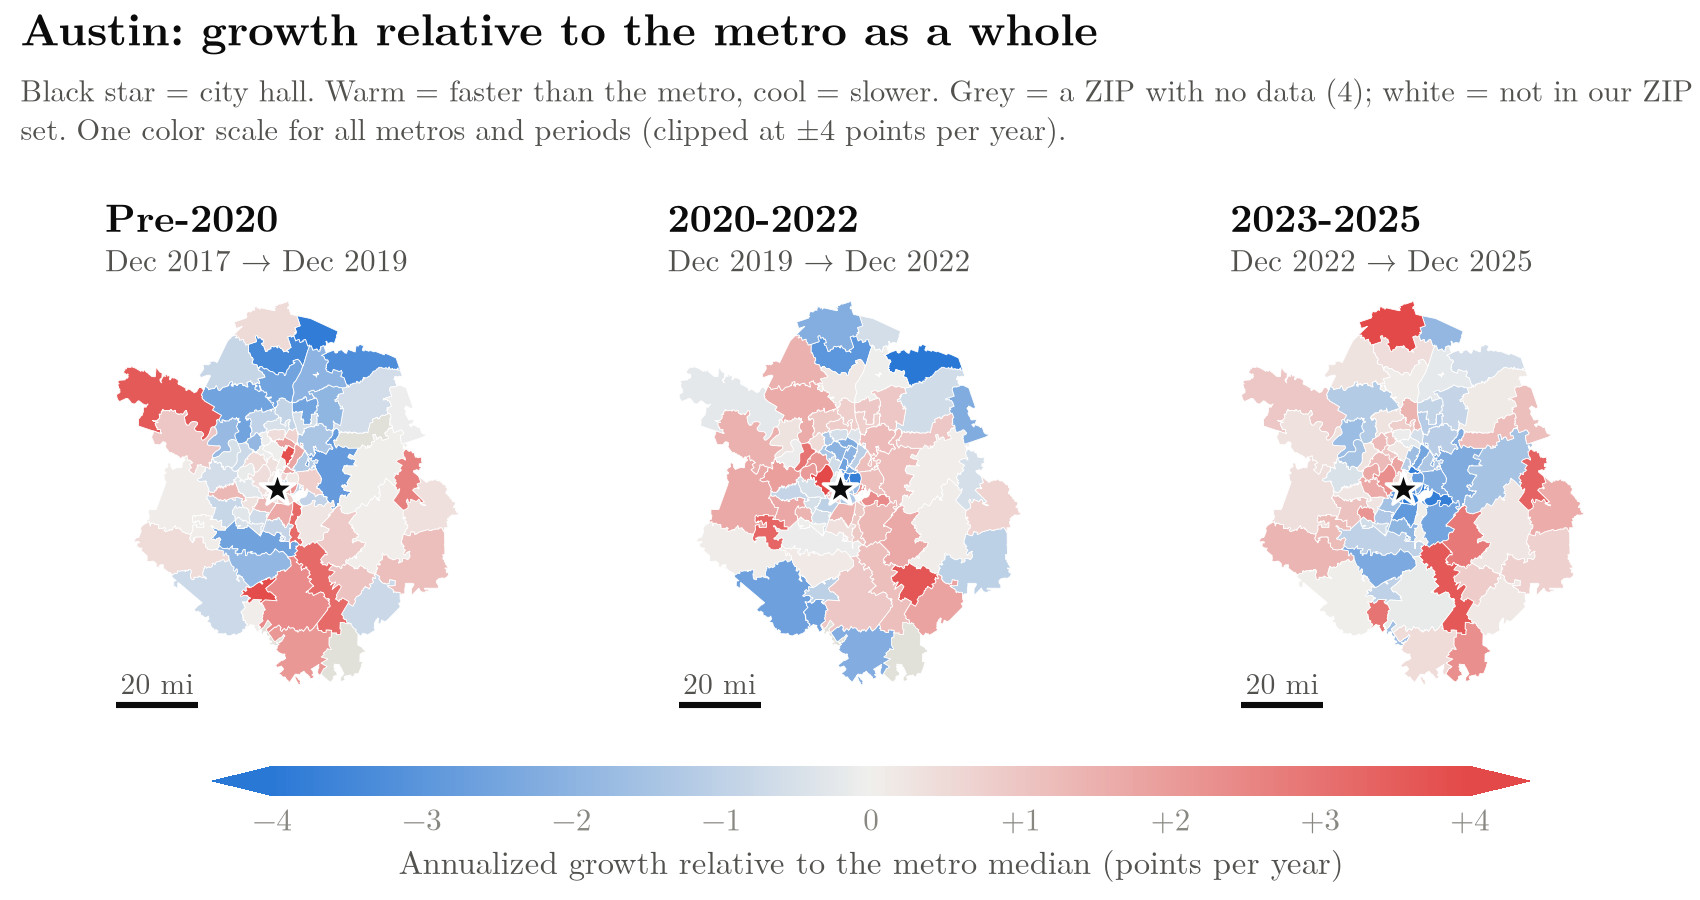 Austin: growth relative to the metro as a whole
Black star = city hall. Warm = faster than the metro, cool = slower. Grey = a ZIP with no data (4); white = not in our ZIP
set. One color scale for all metros and periods (clipped at ±4 points per year).
Pre-2020
Dec 2017 → Dec 2019
2020-2022
Dec 2019 → Dec 2022
2023-2025
Dec 2022 → Dec 2025
20 mi
20 mi
20 mi
−4 −3 −2 −1 0 +1 +2 +3 +4
Annualized growth relative to the metro median (points per year)